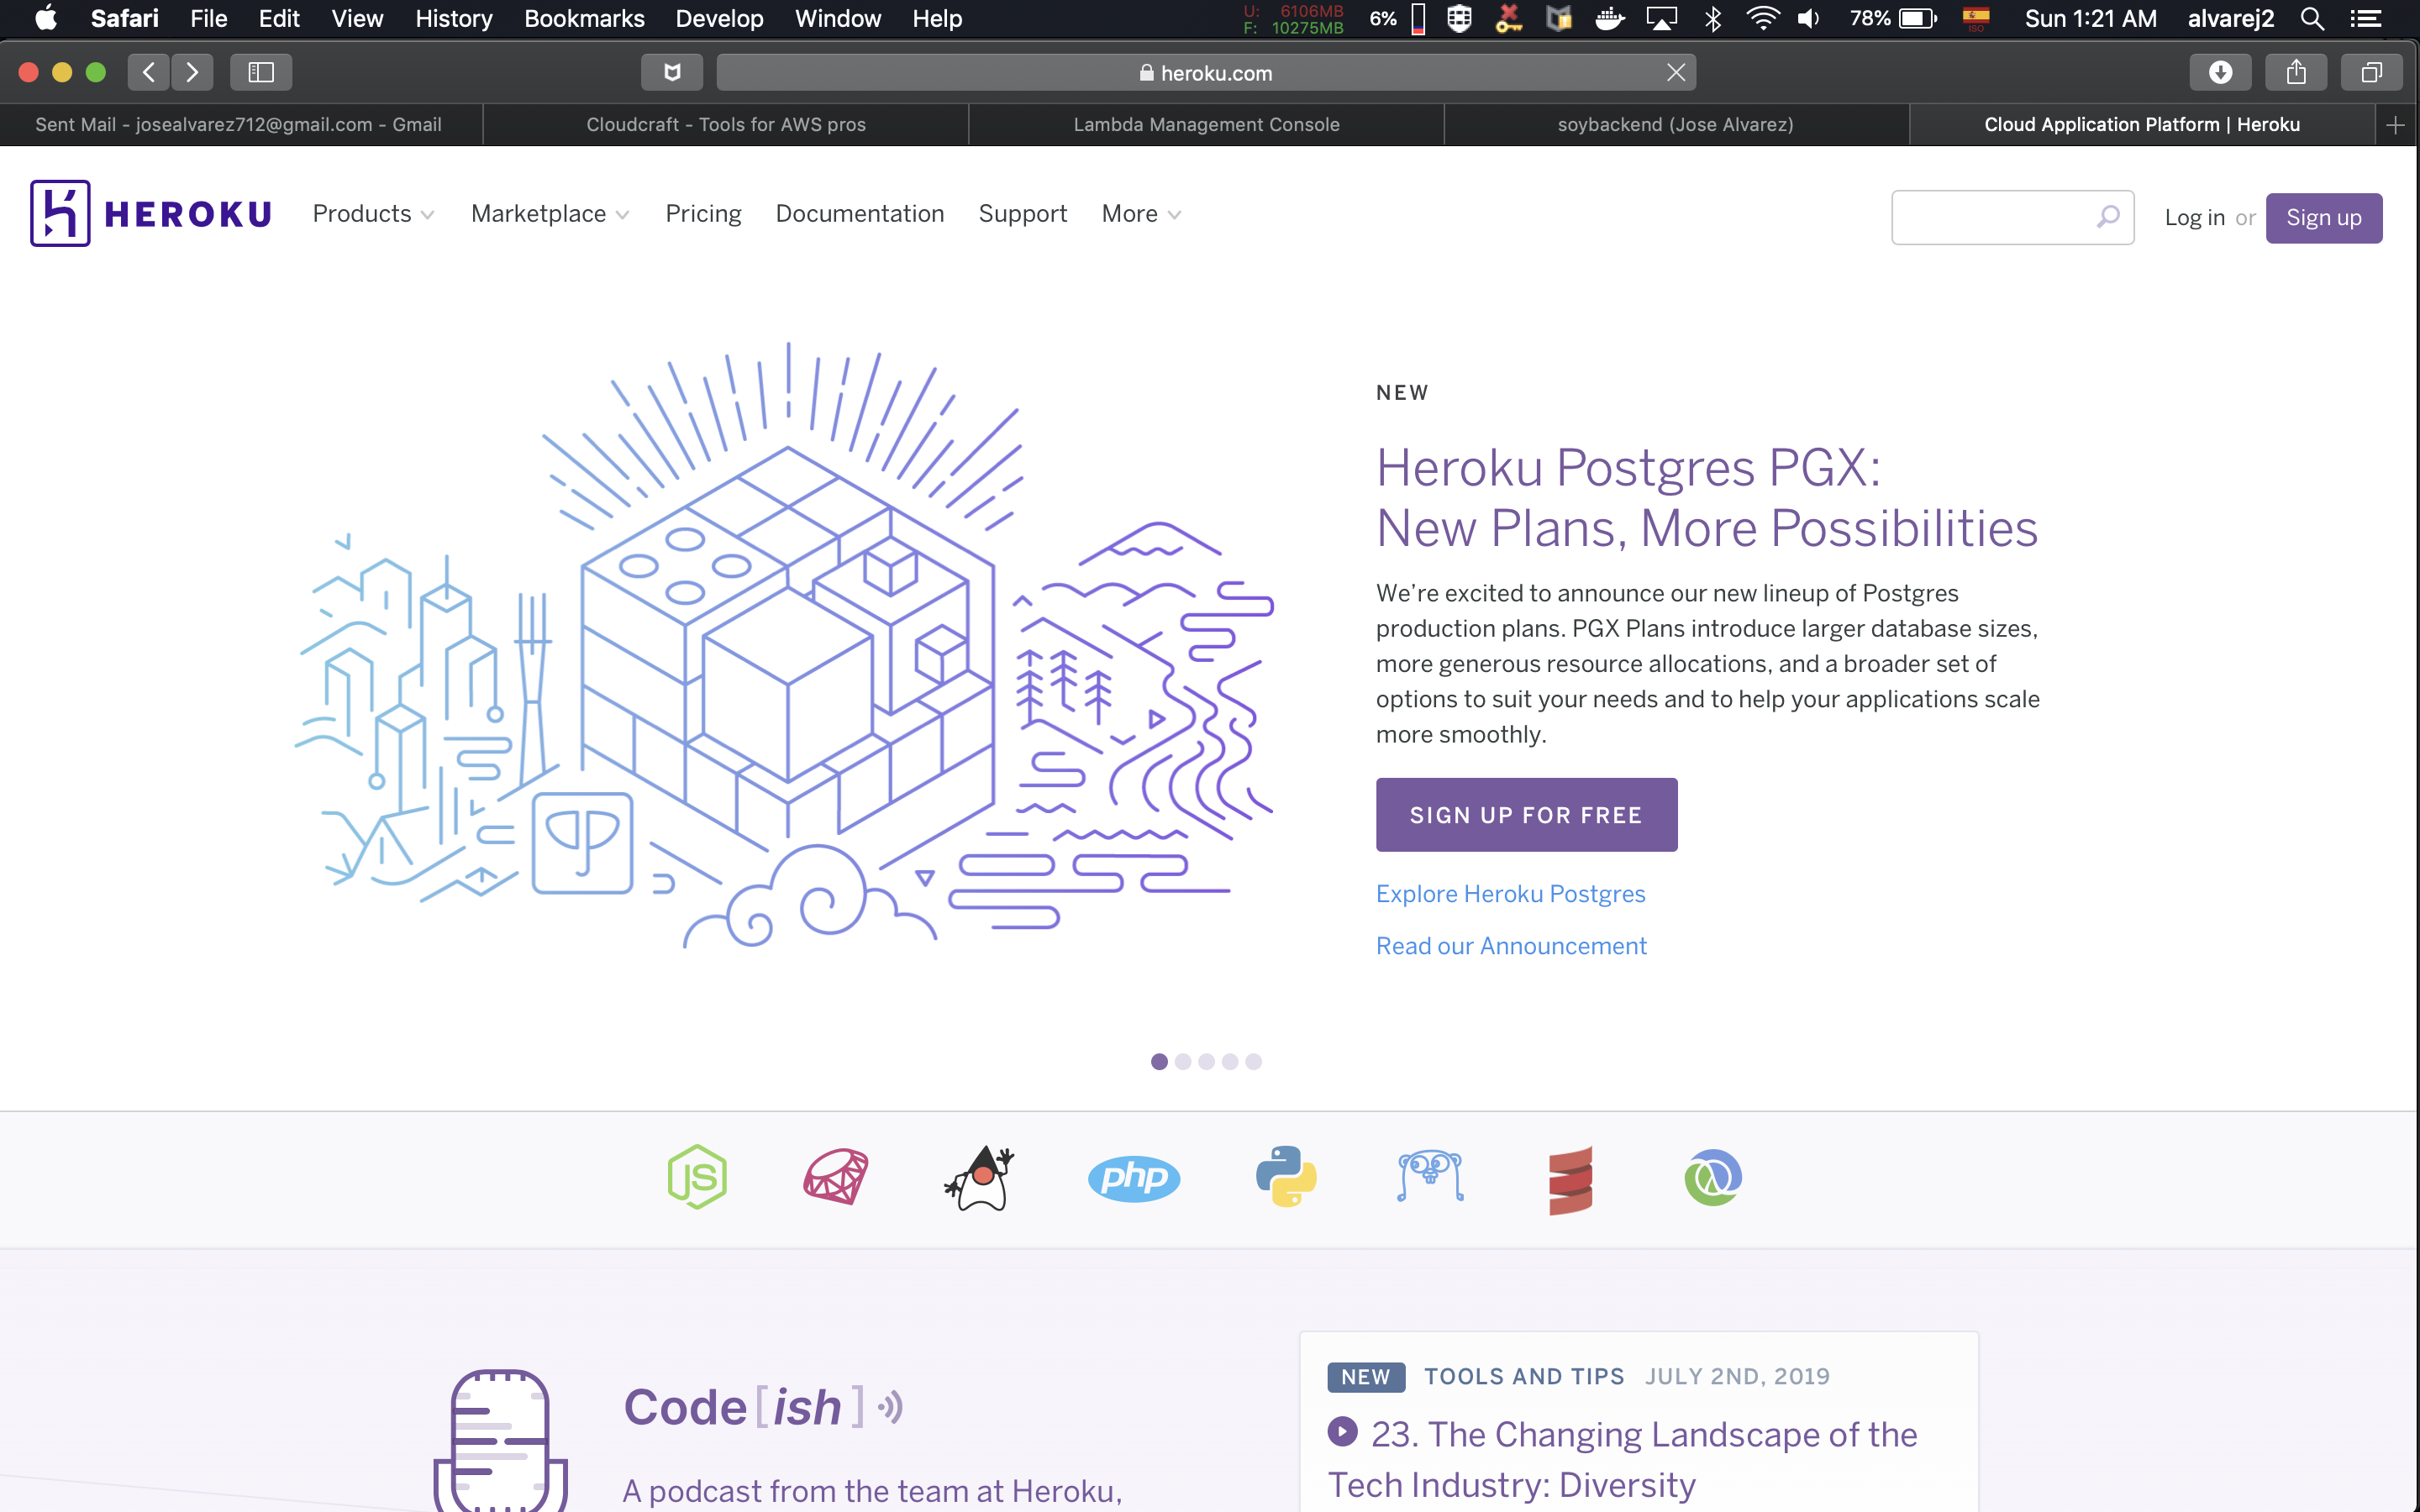 Safari File Edit View History Bookmarks Develop Window Help
U: 6106MB
F: 10275MB
6%
78%
ISO
Sun 1:21 AM alvarej2
heroku.com
Sent Mail - josealvarez712@gmail.com - Gmail
Cloudcraft - Tools for AWS pros
Lambda Management Console
soybackend (Jose Alvarez)
Cloud Application Platform | Heroku
HEROKU
Products Marketplace Pricing Documentation Support More
Log in or Sign up
NEW
Heroku Postgres PGX:
New Plans, More Possibilities
We’re excited to announce our new lineup of Postgres
production plans. PGX Plans introduce larger database sizes,
more generous resource allocations, and a broader set of
options to suit your needs and to help your applications scale
more smoothly.
SIGN UP FOR FREE
Explore Heroku Postgres
Read our Announcement
JS
php
Code[ish]
A podcast from the team at Heroku,
NEW TOOLS AND TIPS JULY 2ND, 2019
23. The Changing Landscape of the
Tech Industry: Diversity